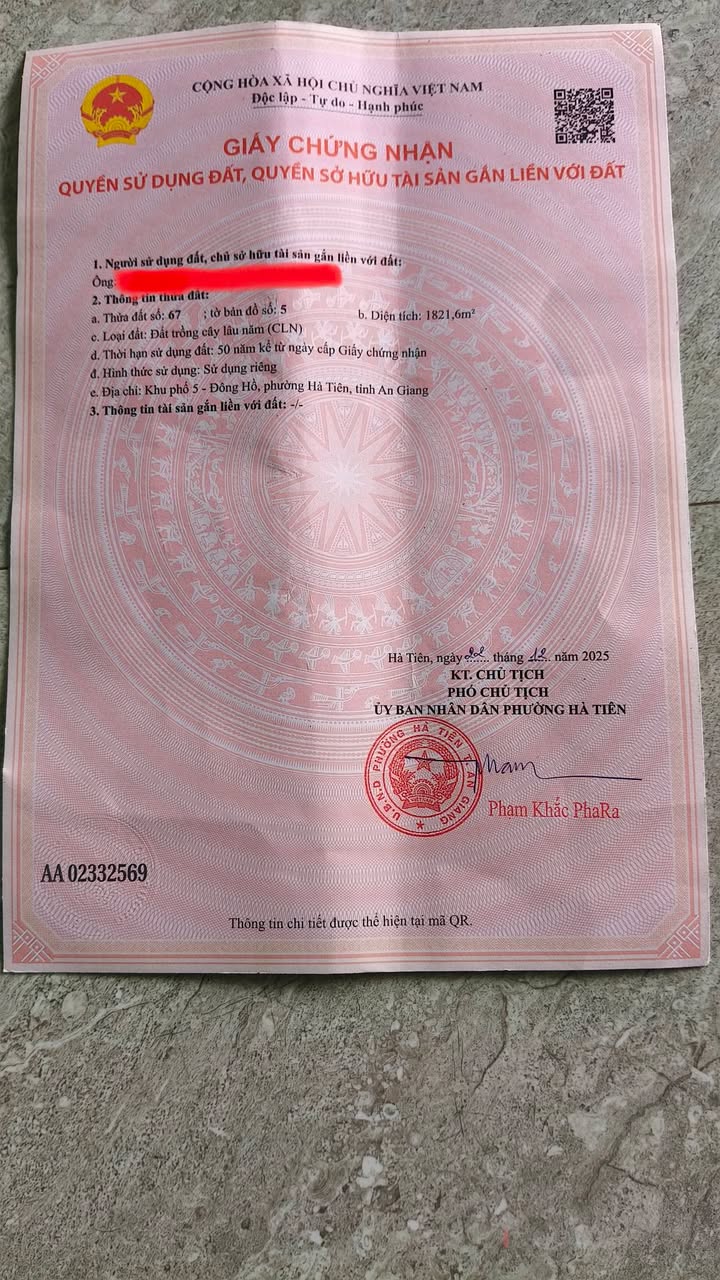 CỘNG HÒA XÃ HỘI CHỦ NGHĨA VIỆT NAM
Độc lập - Tự do - Hạnh phúc
GIẤY CHỨNG NHẬN
QUYỀN SỬ DỤNG ĐẤT, QUYỀN SỞ HỮU TÀI SẢN GẮN LIỀN VỚI ĐẤT
1. Người sử dụng đất, chủ sở hữu tài sản gắn liền với đất:
Ông:
2. Thông tin thửa đất:
a. Thửa đất số: 67 ; tờ bản đồ số: 5 b. Diện tích: 1821,6m²
c. Loại đất: Đất trồng cây lâu năm (CLN)
d. Thời hạn sử dụng đất: 50 năm kể từ ngày cấp Giấy chứng nhận
đ. Hình thức sử dụng: Sử dụng riêng
e. Địa chỉ: Khu phố 5 - Đông Hồ, phường Hà Tiên, tỉnh An Giang
3. Thông tin tài sản gắn liền với đất: -/-
Hà Tiên, ngày 22 tháng 12 năm 2025
KT. CHỦ TỊCH
PHÓ CHỦ TỊCH
ỦY BAN NHÂN DÂN PHƯỜNG HÀ TIÊN
U.B.N.D PHƯỜNG HÀ TIÊN T. AN GIANG
Phạm Khắc PhaRa
AA 02332569
Thông tin chi tiết được thể hiện tại mã QR.